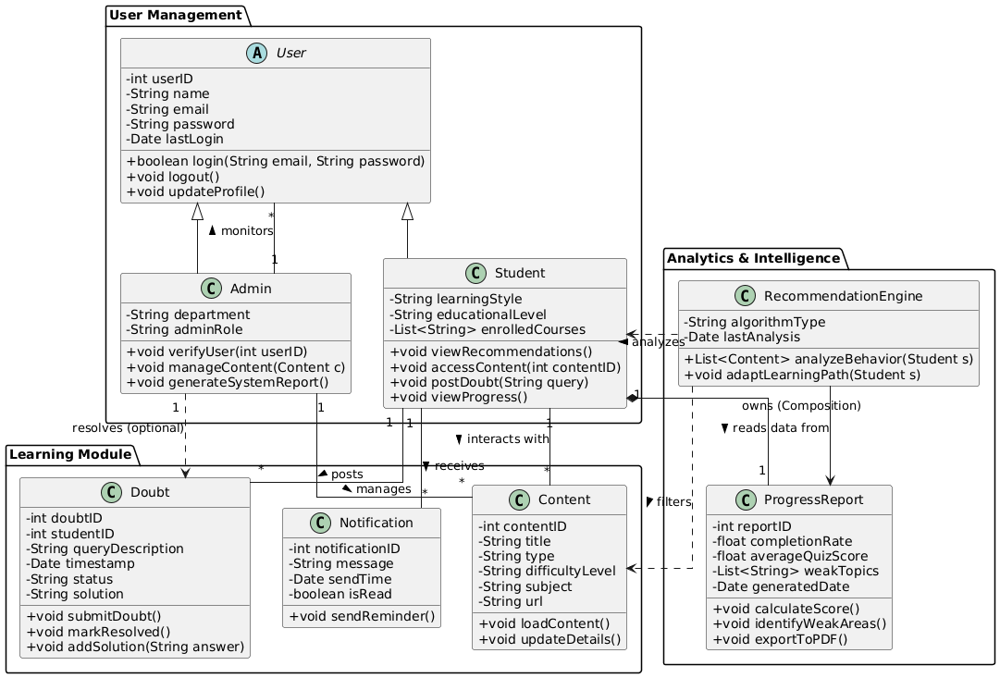 User Management
A User
-int userID
-String name
-String email
-String password
-Date lastLogin
+boolean login(String email, String password)
+void logout()
+void updateProfile()
*
monitors
1
C Admin
-String department
-String adminRole
+void verifyUser(int userID)
+void manageContent(Content c)
+void generateSystemReport()
C Student
-String learningStyle
-String educationalLevel
-List<String> enrolledCourses
+void viewRecommendations()
+void accessContent(int contentID)
+void postDoubt(String query)
+void viewProgress()
Analytics & Intelligence
C RecommendationEngine
-String algorithmType
-Date lastAnalysis
+List<Content> analyzeBehavior(Student s)
+void adaptLearningPath(Student s)
analyzes
1
owns (Composition)
reads data from
1
1
resolves (optional)
1
1
1
1
interacts with
receives
*
posts
manages
*
*
*
filters
1
Learning Module
C Doubt
-int doubtID
-int studentID
-String queryDescription
-Date timestamp
-String status
-String solution
+void submitDoubt()
+void markResolved()
+void addSolution(String answer)
C Notification
-int notificationID
-String message
-Date sendTime
-boolean isRead
+void sendReminder()
C Content
-int contentID
-String title
-String type
-String difficultyLevel
-String subject
-String url
+void loadContent()
+void updateDetails()
C ProgressReport
-int reportID
-float completionRate
-float averageQuizScore
-List<String> weakTopics
-Date generatedDate
+void calculateScore()
+void identifyWeakAreas()
+void exportToPDF()